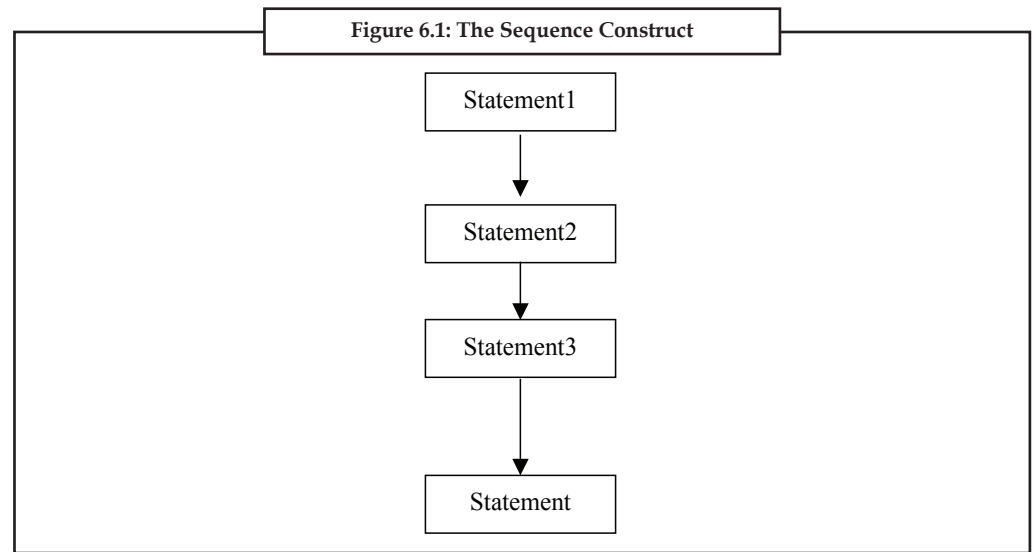 Figure 6.1: The Sequence Construct
Statement1
Statement2
Statement3
Statement